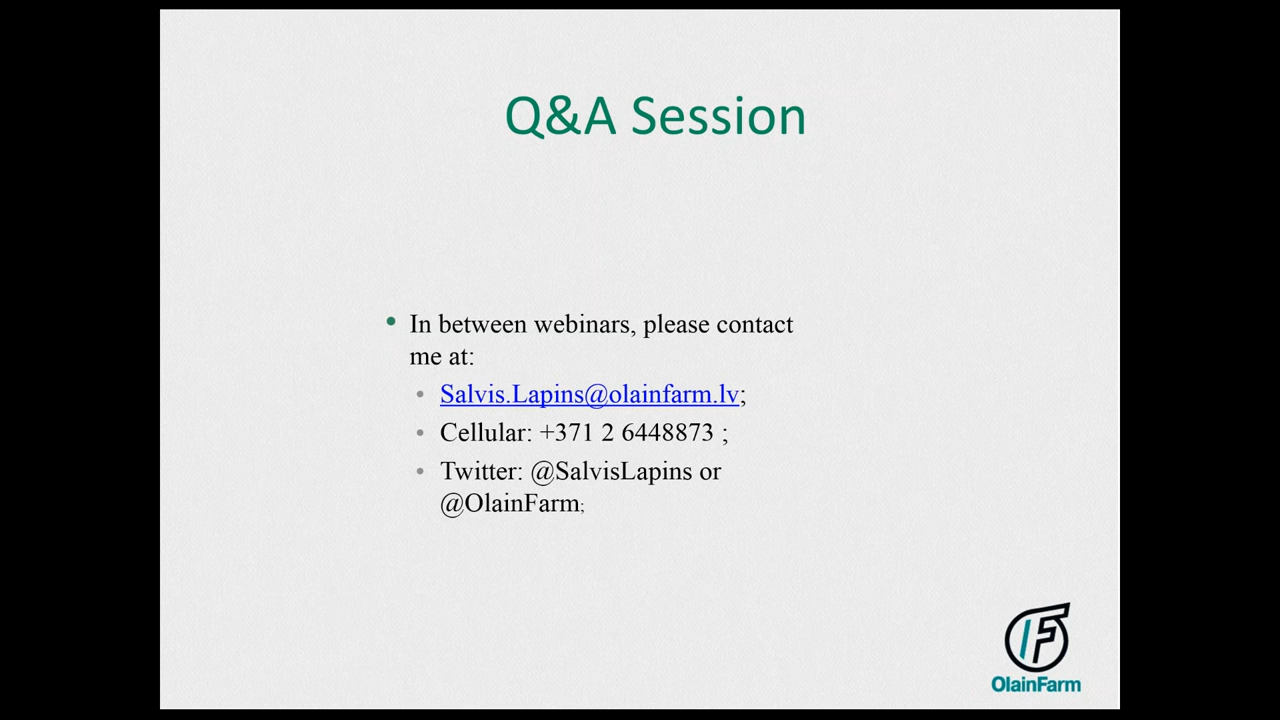 Q&A Session
• In between webinars, please contact
me at:
• Salvis.Lapins@olainfarm.lv;
• Cellular: +371 2 6448873 ;
• Twitter: @SalvisLapins or
@OlainFarm;
OlainFarm